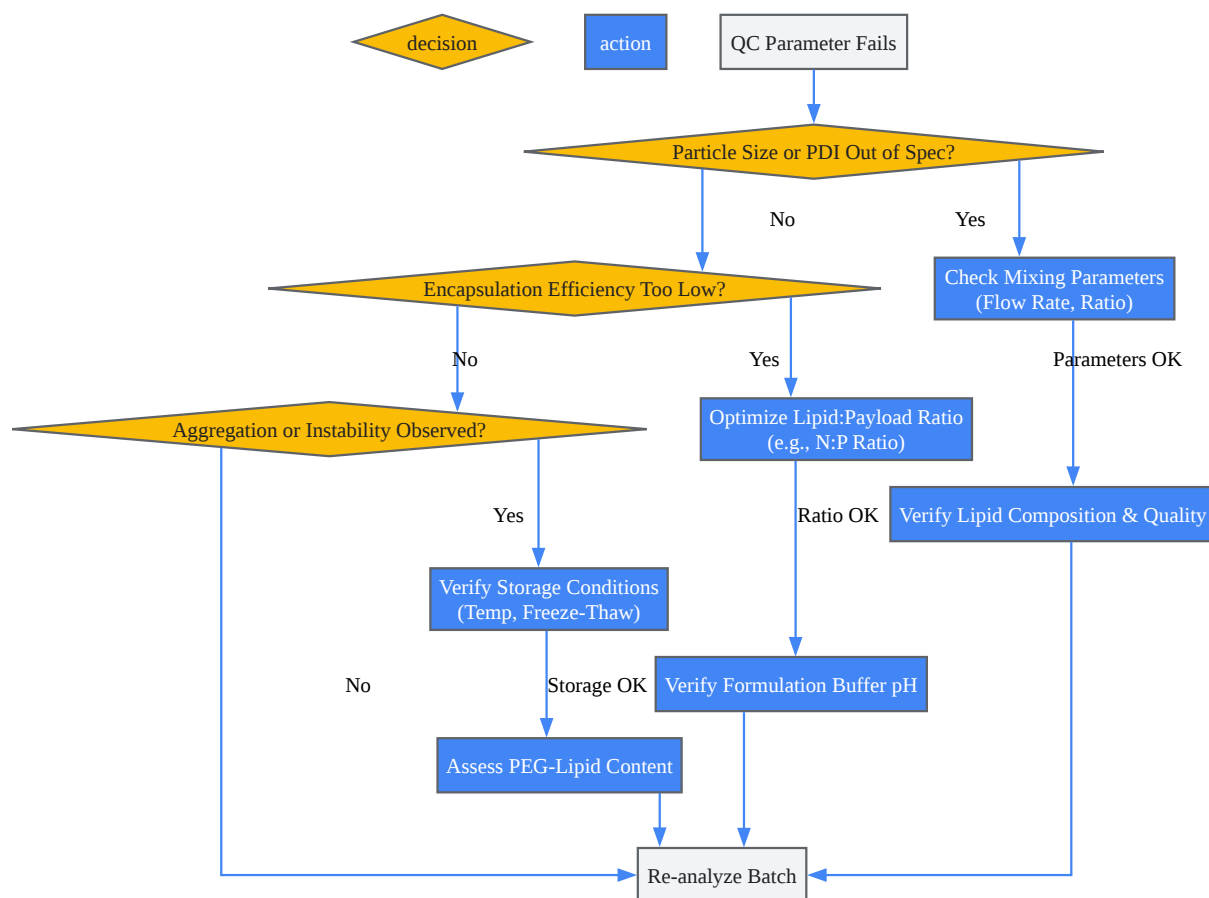 decision
action
QC Parameter Fails
Particle Size or PDI Out of Spec?
No
Yes
Encapsulation Efficiency Too Low?
Check Mixing Parameters
(Flow Rate, Ratio)
No
Yes
Parameters OK
Aggregation or Instability Observed?
Optimize Lipid:Payload Ratio
(e.g., N:P Ratio)
Yes
Ratio OK
Verify Lipid Composition & Quality
Verify Storage Conditions
(Temp, Freeze-Thaw)
No
Storage OK
Verify Formulation Buffer pH
Assess PEG-Lipid Content
Re-analyze Batch